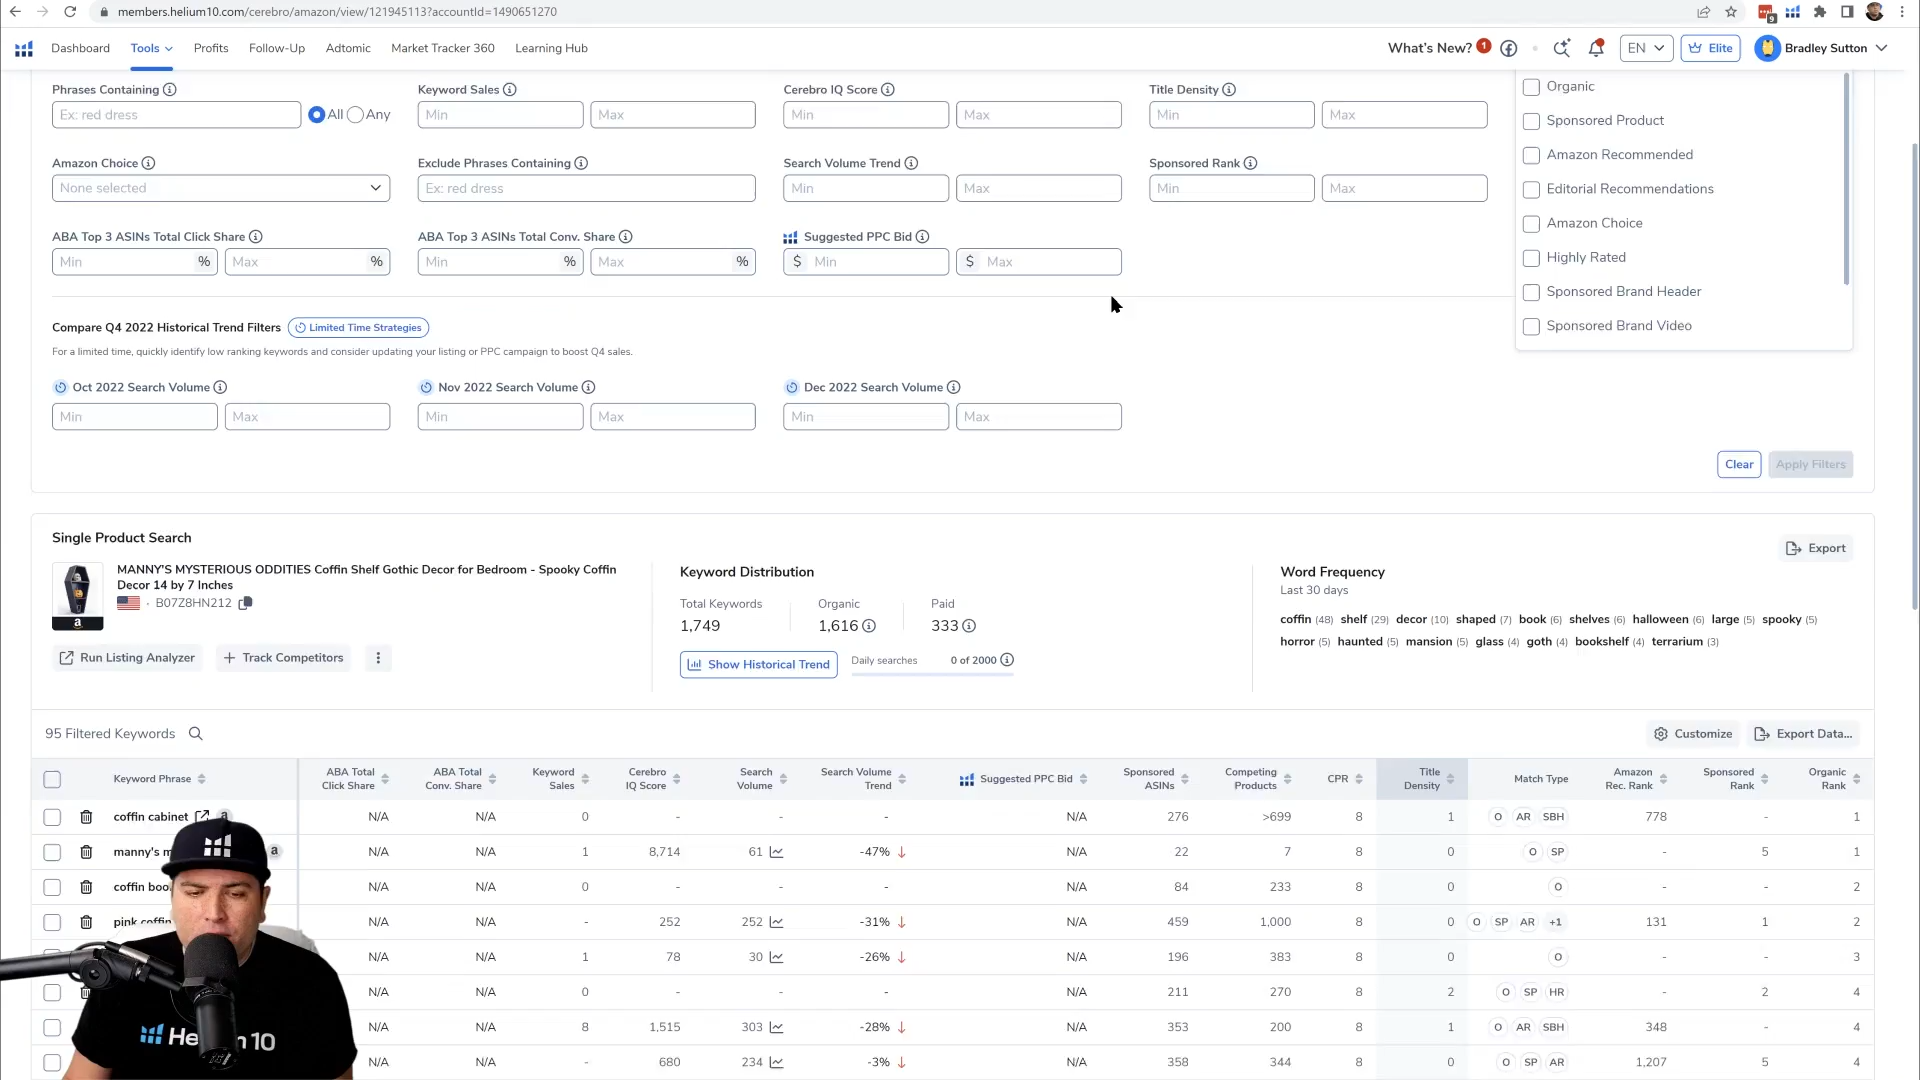 members.helium10.com/cerebro/amazon/view/121945113?accountId=1490651270
9
Dashboard Tools Profits Follow-Up Adtomic Market Tracker 360 Learning Hub What's New? 1 EN Elite Bradley Sutton
Phrases Containing Keyword Sales Cerebro IQ Score Title Density
Ex: red dress All Any Min Max Min Max Min Max
Amazon Choice Exclude Phrases Containing Search Volume Trend Sponsored Rank
None selected Ex: red dress Min Max Min Max
ABA Top 3 ASINs Total Click Share ABA Top 3 ASINs Total Conv. Share Suggested PPC Bid
Min % Max % Min % Max % $ Min $ Max
Organic
Sponsored Product
Amazon Recommended
Editorial Recommendations
Amazon Choice
Highly Rated
Sponsored Brand Header
Sponsored Brand Video
Compare Q4 2022 Historical Trend Filters Limited Time Strategies
For a limited time, quickly identify low ranking keywords and consider updating your listing or PPC campaign to boost Q4 sales.
Oct 2022 Search Volume Nov 2022 Search Volume Dec 2022 Search Volume
Min Max Min Max Min Max
Clear Apply Filters
Single Product Search
Export
MANNY'S MYSTERIOUS ODDITIES Coffin Shelf Gothic Decor for Bedroom - Spooky Coffin
Decor 14 by 7 Inches
· B07Z8HN212
a
Run Listing Analyzer + Track Competitors
Keyword Distribution
Total Keywords Organic Paid
1,749 1,616 333
Show Historical Trend Daily searches 0 of 2000
Word Frequency
Last 30 days
coffin (48) shelf (29) decor (10) shaped (7) book (6) shelves (6) halloween (6) large (5) spooky (5)
horror (5) haunted (5) mansion (5) glass (4) goth (4) bookshelf (4) terrarium (3)
95 Filtered Keywords Customize Export Data...
Keyword Phrase ABA Total Click Share ABA Total Conv. Share Keyword Sales Cerebro IQ Score Search Volume Search Volume Trend Suggested PPC Bid Sponsored ASINs Competing Products CPR Title Density Match Type Amazon Rec. Rank Sponsored Rank Organic Rank
coffin cabinet a N/A N/A 0 - - - N/A 276 >699 8 1 O AR SBH 778 - 1
manny's m a N/A N/A 1 8,714 61 -47% N/A 22 7 8 0 O SP - 5 1
coffin boo N/A N/A 0 - - - N/A 84 233 8 0 O - - 2
pink coffin N/A N/A - 252 252 -31% N/A 459 1,000 8 0 O SP AR +1 131 1 2
N/A N/A 1 78 30 -26% N/A 196 383 8 0 O - - 3
N/A N/A 0 - - - N/A 211 270 8 2 O SP HR - 2 4
N/A N/A 8 1,515 303 -28% N/A 353 200 8 1 O AR SBH 348 - 4
N/A N/A - 680 234 -3% N/A 358 344 8 0 O SP AR 1,207 5 4
He 10